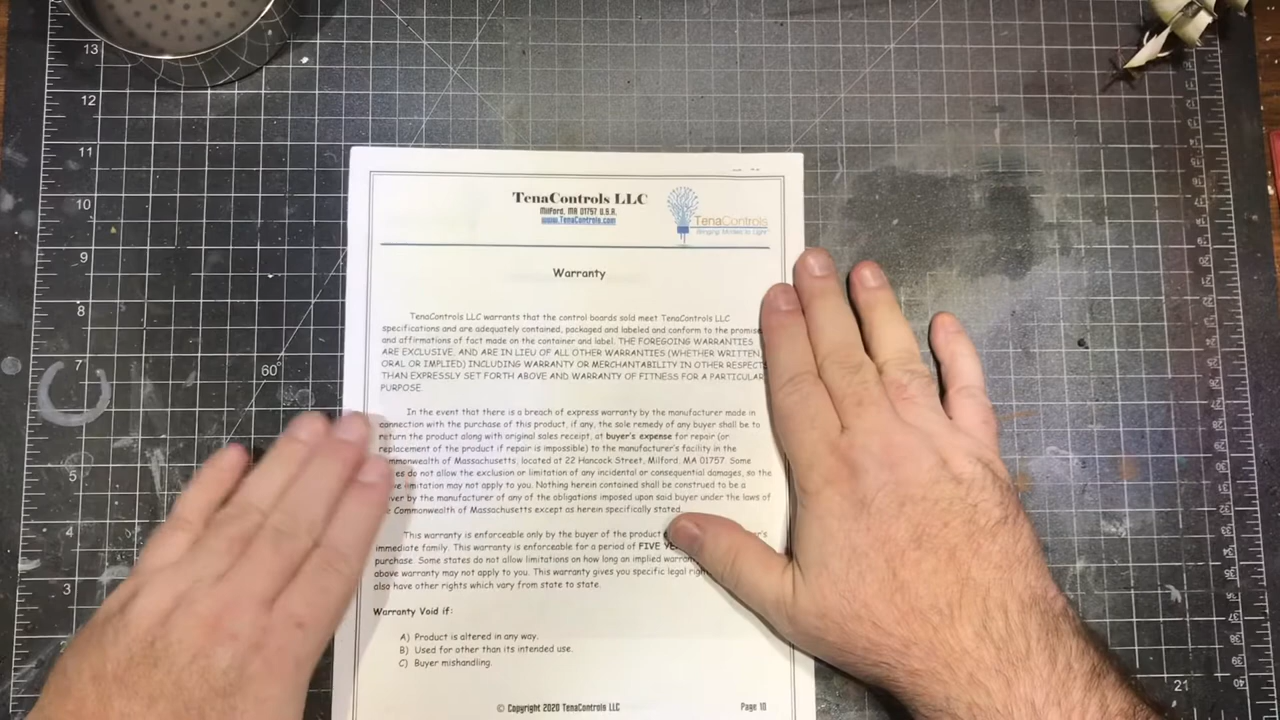 TenaControls LLC
Milford, MA 01757 U.S.A.
www.TenaControls.com
TenaControls
Bringing Minded to Light
Warranty
TenaControls LLC warrants that the control boards sold meet TenaControls LLC
specifications and are adequately contained, packaged and labeled and conform to the promise
and affirmations of fact made on the container and label. THE FOREGOING WARRANTIES
ARE EXCLUSIVE, AND ARE IN LIEU OF ALL OTHER WARRANTIES (WHETHER WRITTEN,
ORAL OR IMPLIED) INCLUDING WARRANTY OR MERCHANTABILITY IN OTHER RESPECTS
THAN EXPRESSLY SET FORTH ABOVE AND WARRANTY OF FITNESS FOR A PARTICULAR
PURPOSE.
In the event that there is a breach of express warranty by the manufacturer made in
connection with the purchase of this product, if any, the sole remedy of any buyer shall be to
return the product along with original sales receipt, at buyer's expense for repair (or
replacement of the product if repair is impossible) to the manufacturer's facility in the
mmonwealth of Massachusetts, located at 22 Hancock Street, Milford, MA 01757. Some
es do not allow the exclusion or limitation of any incidental or consequential damages, so the
ve limitation may not apply to you. Nothing herein contained shall be construed to be a
ver by the manufacturer of any of the obligations imposed upon said buyer under the laws of
e Commonwealth of Massachusetts except as herein specifically stated.
This warranty is enforceable only by the buyer of the product
immediate family. This warranty is enforceable for a period of FIVE YE
purchase. Some states do not allow limitations on how long an implied warran
above warranty may not apply to you. This warranty gives you specific legal righ
also have other rights which vary from state to state.
Warranty Void if:
A) Product is altered in any way.
B) Used for other than its intended use.
C) Buyer mishandling.
© Copyright 2020 TenaControls LLC Page 10
13
12
11
10
9
8
7
60°
5
3
21